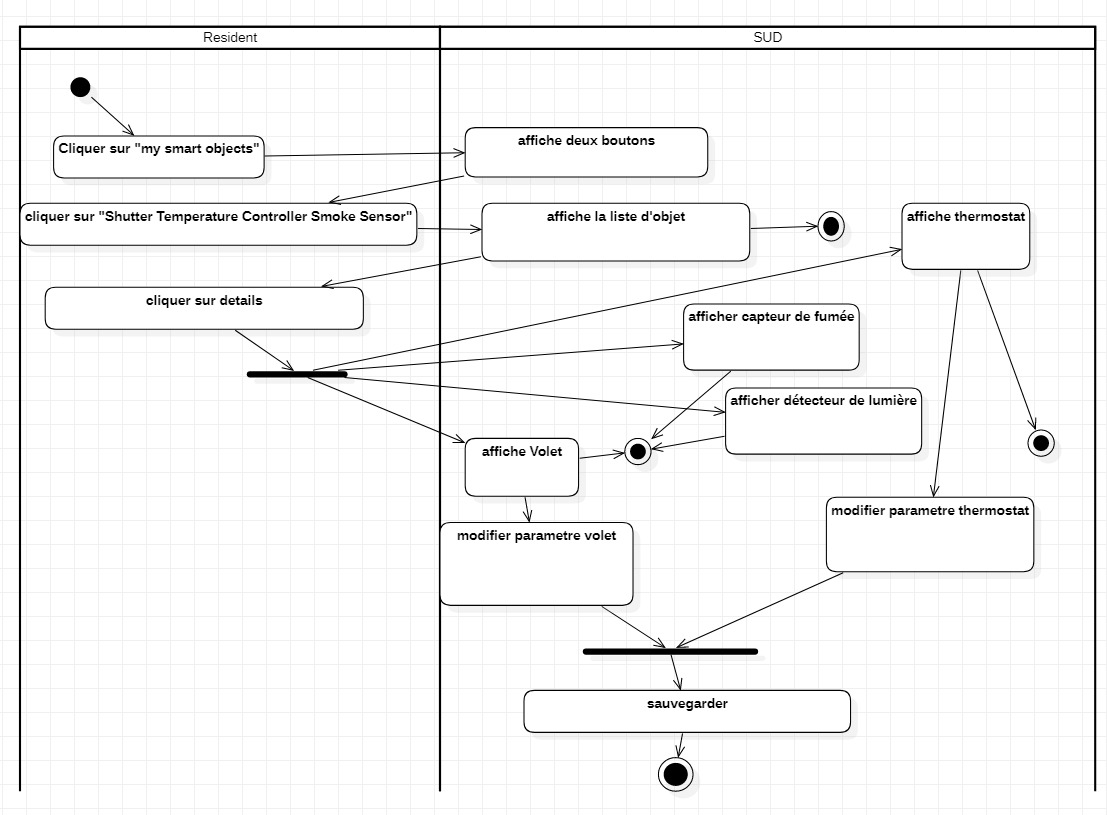 Resident
SUD
Cliquer sur "my smart objects"
affiche deux boutons
cliquer sur "Shutter Temperature Controller Smoke Sensor"
affiche la liste d'objet
affiche thermostat
cliquer sur details
afficher capteur de fumée
afficher détecteur de lumière
affiche Volet
modifier parametre thermostat
modifier parametre volet
sauvegarder